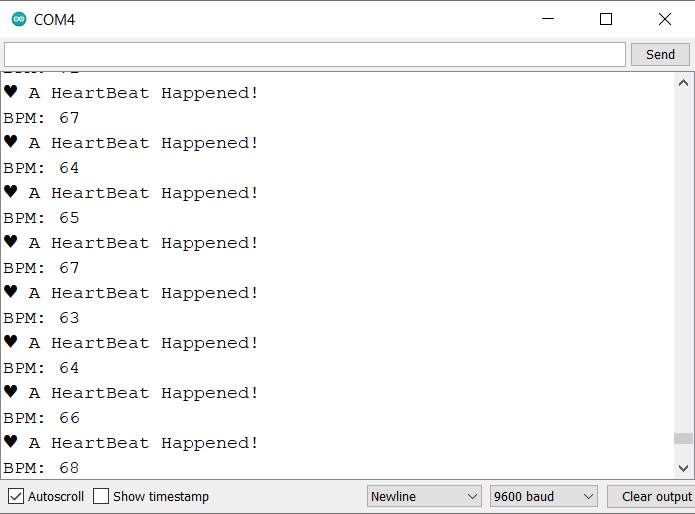 COM4
Send
♥ A HeartBeat Happened!
BPM: 67
♥ A HeartBeat Happened!
BPM: 64
♥ A HeartBeat Happened!
BPM: 65
♥ A HeartBeat Happened!
BPM: 67
♥ A HeartBeat Happened!
BPM: 63
♥ A HeartBeat Happened!
BPM: 64
♥ A HeartBeat Happened!
BPM: 66
♥ A HeartBeat Happened!
BPM: 68
Autoscroll Show timestamp Newline 9600 baud Clear output